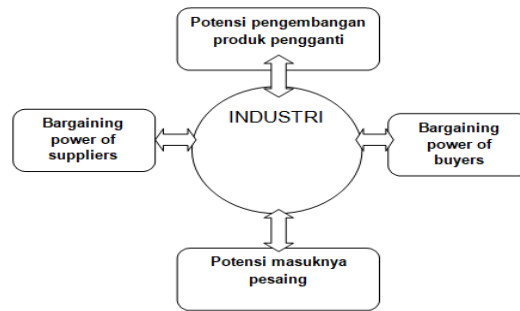 Potensi pengembangan
produk pengganti
INDUSTRI
Bargaining
power of
suppliers
Bargaining
power of
buyers
Potensi masuknya
pesaing